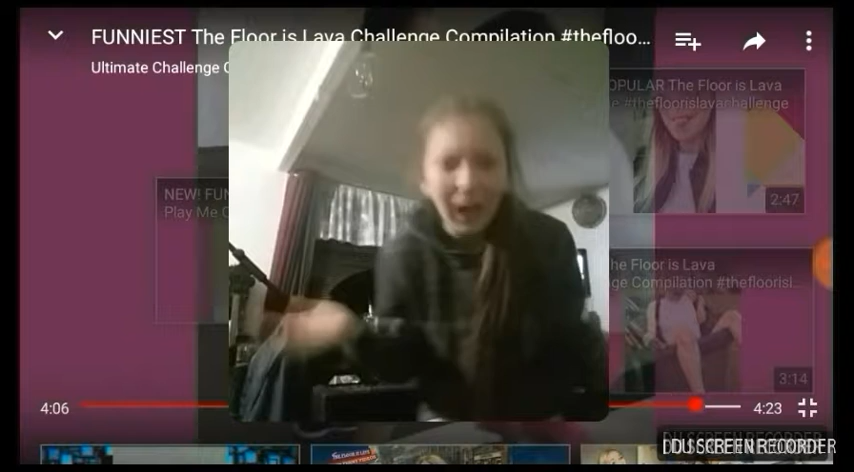 FUNNIEST The Floor is Lava Challenge Compilation #thefloo...
Ultimate Challenge
OPULAR The Floor is Lava
#thefloorislavachallenge
2:47
NEW! FUN
Play Me
he Floor is Lava
ge Compilation #thefloorisl...
3:14
4:06
4:23
DU SCREEN RECORDER